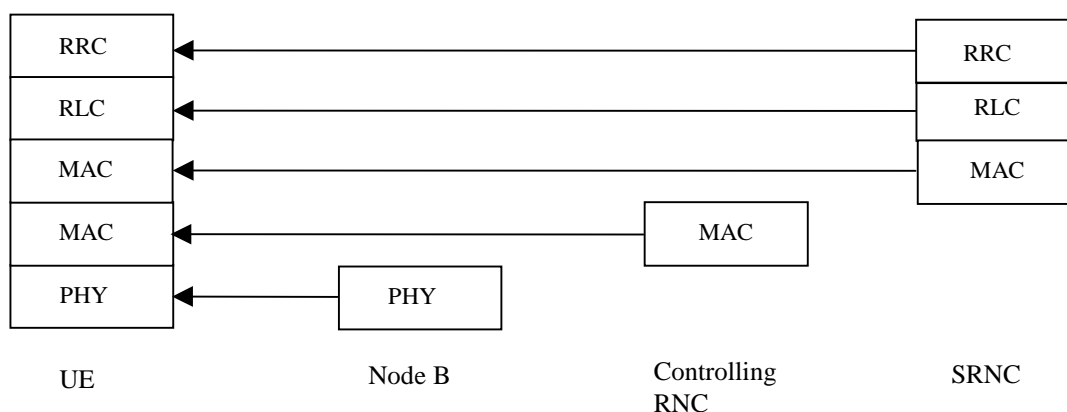 RRC
RRC
RLC
RLC
MAC
MAC
MAC
MAC
PHY
PHY
UE
Node B
Controlling
RNC
SRNC